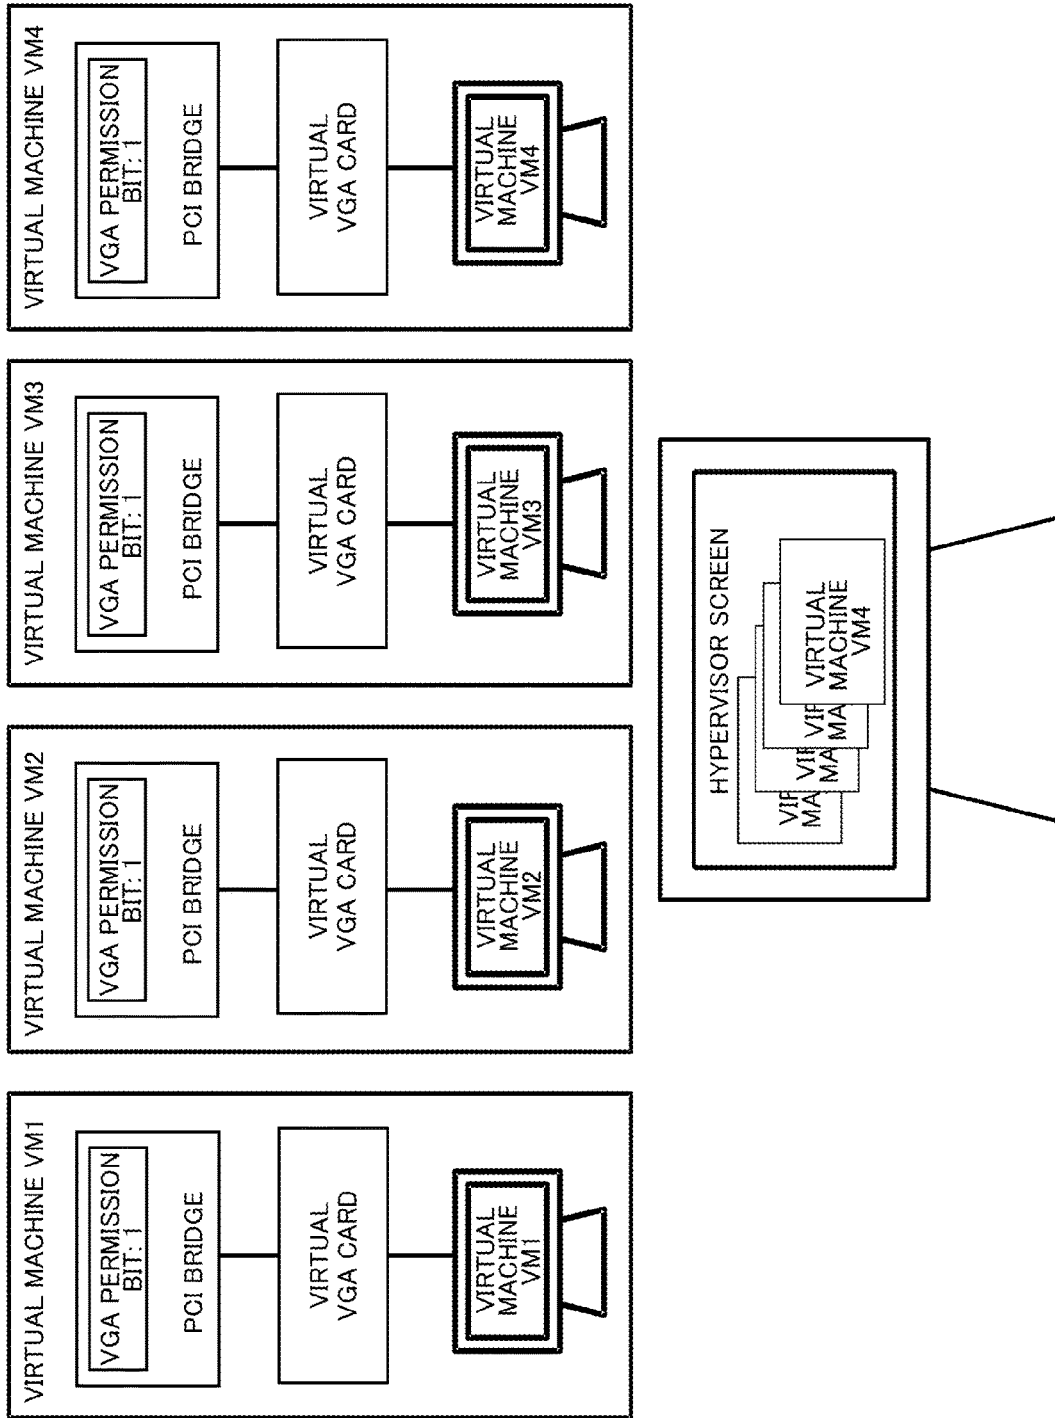 VIRTUAL MACHINE VM1
VGA PERMISSION
BIT: 1
PCI BRIDGE
VIRTUAL
VGA CARD
VIRTUAL
MACHINE
VM1
VIRTUAL MACHINE VM2
VGA PERMISSION
BIT: 1
PCI BRIDGE
VIRTUAL
VGA CARD
VIRTUAL
MACHINE
VM2
VIRTUAL MACHINE VM3
VGA PERMISSION
BIT: 1
PCI BRIDGE
VIRTUAL
VGA CARD
VIRTUAL
MACHINE
VM3
VIRTUAL MACHINE VM4
VGA PERMISSION
BIT: 1
PCI BRIDGE
VIRTUAL
VGA CARD
VIRTUAL
MACHINE
VM4
HYPERVISOR SCREEN
VIRTUAL
MACHINE
VM4